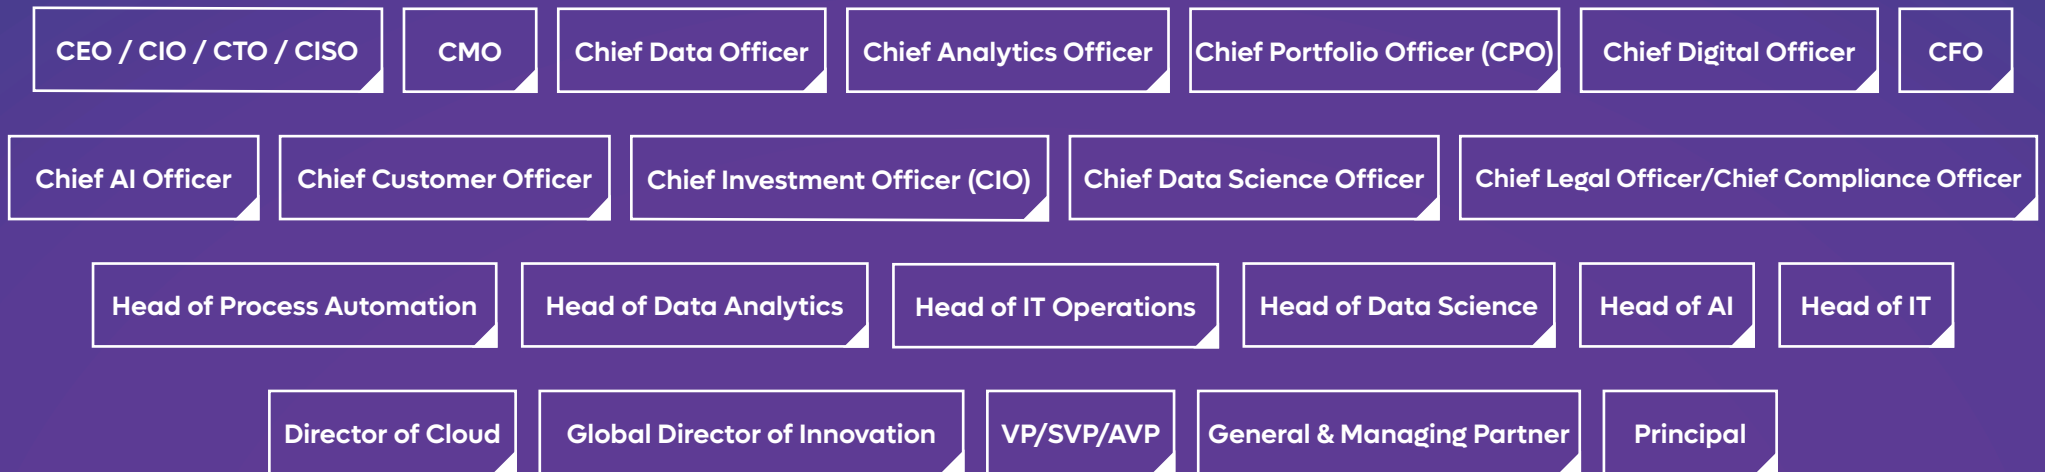 CEO / CIO / CTO / CISO
CMO
Chief Data Officer
Chief Analytics Officer
Chief Portfolio Officer (CPO)
Chief Digital Officer
CFO
Chief AI Officer
Chief Customer Officer
Chief Investment Officer (CIO)
Chief Data Science Officer
Chief Legal Officer/Chief Compliance Officer
Head of Process Automation
Head of Data Analytics
Head of IT Operations
Head of Data Science
Head of AI
Head of IT
Director of Cloud
Global Director of Innovation
VP/SVP/AVP
General & Managing Partner
Principal